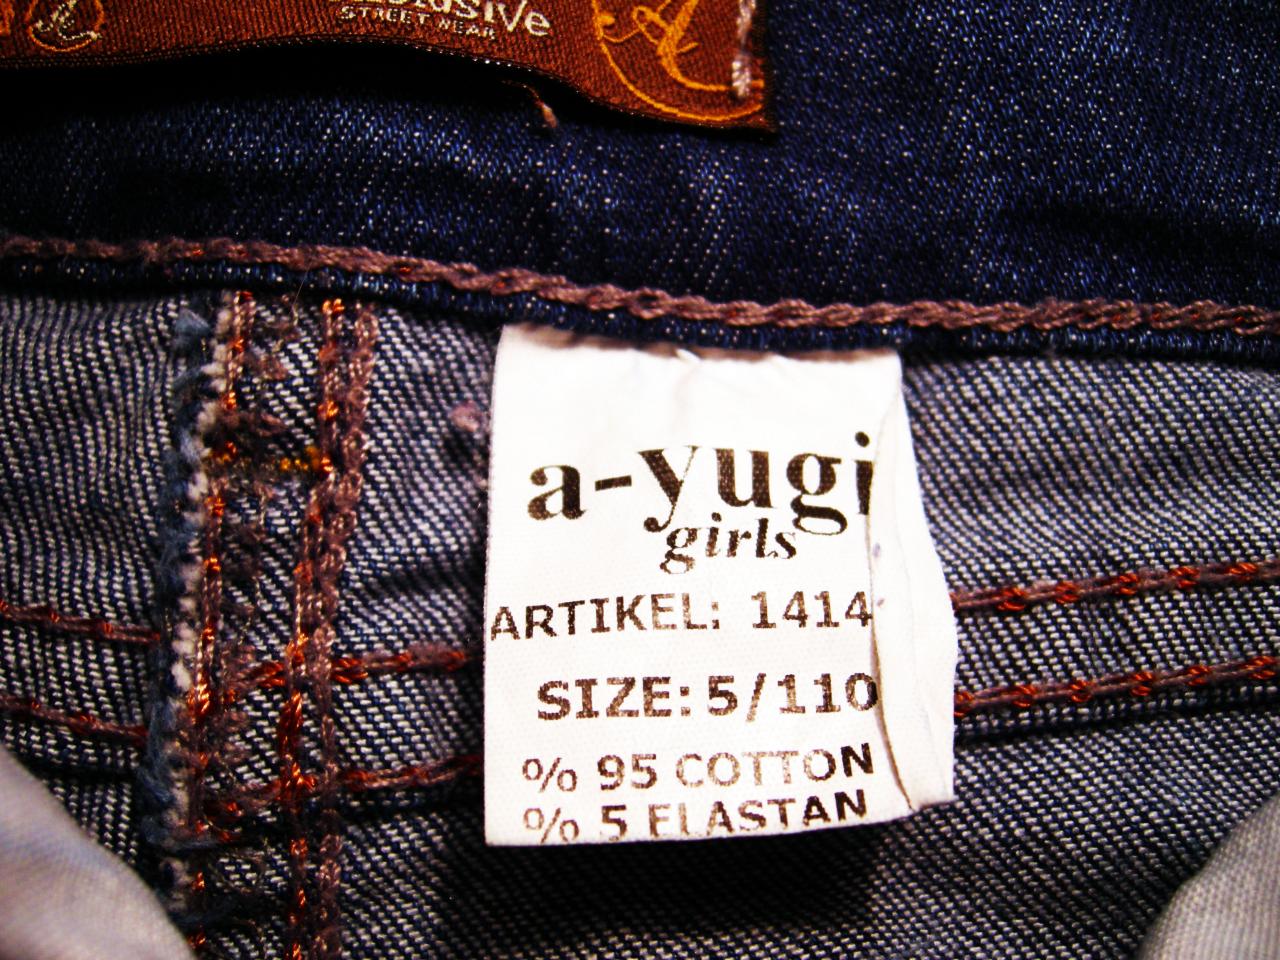 STREET WEAR
a-yugi
girls
ARTIKEL: 1414
SIZE: 5/110
% 95 COTTON
% 5 ELASTAN